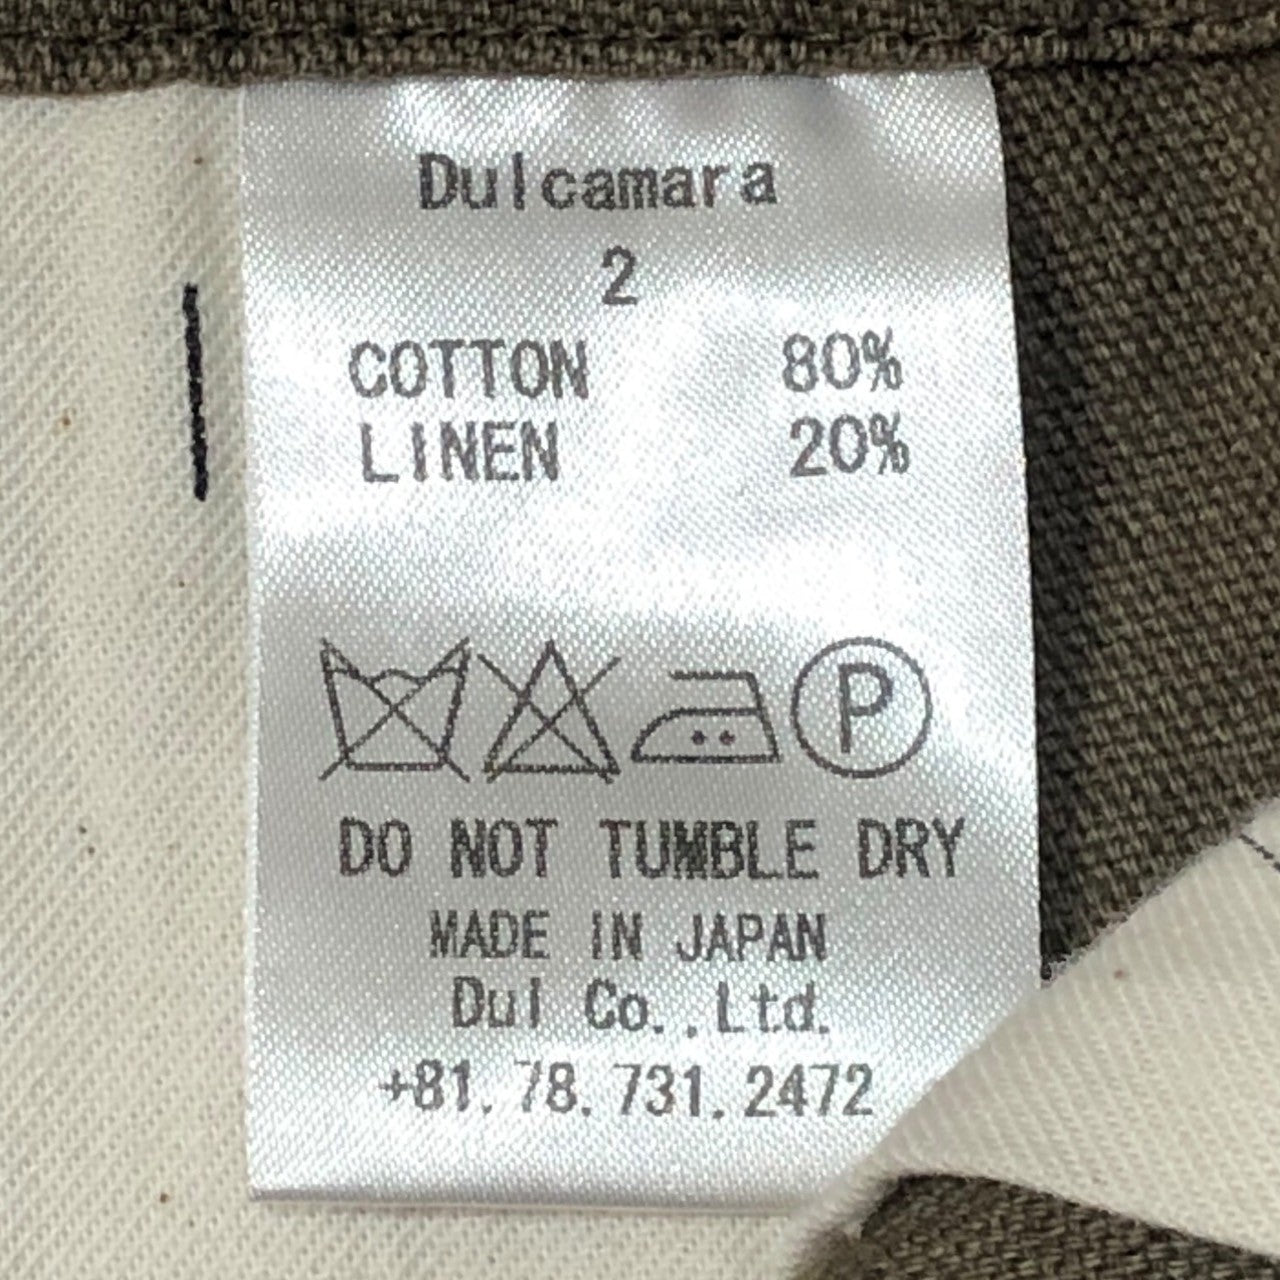 Dulcamara
2
COTTON 80%
LINEN 20%
P
DO NOT TUMBLE DRY
MADE IN JAPAN
Dul Co.,Ltd.
+81.78.731.2472